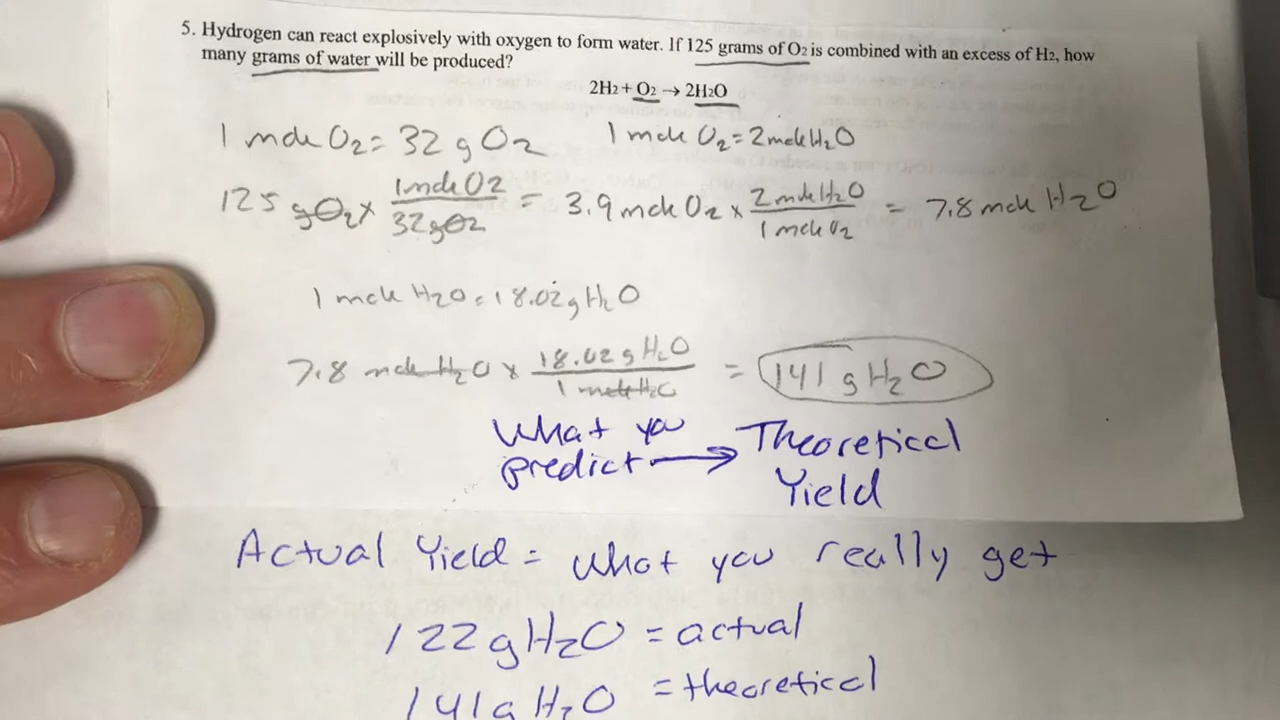 5. Hydrogen can react explosively with oxygen to form water. If 125 grams of O2 is combined with an excess of H2, how
many grams of water will be produced?
2H2 + O2 → 2H2O
1 mole O2 = 32 g O2 1 mole O2 = 2 mole H2O
125 g O2 x 1 mole O2 / 32 g O2 = 3.9 mole O2 x 2 mole H2O / 1 mole O2 = 7.8 mole H2O
1 mole H2O = 18.02 g H2O
7.8 mole H2O x 18.02 g H2O / 1 mole H2O = 141 g H2O
What you
predict → Theoretical
Yield
Actual Yield = What you really get
122 g H2O = actual
141 g H2O = theoretical